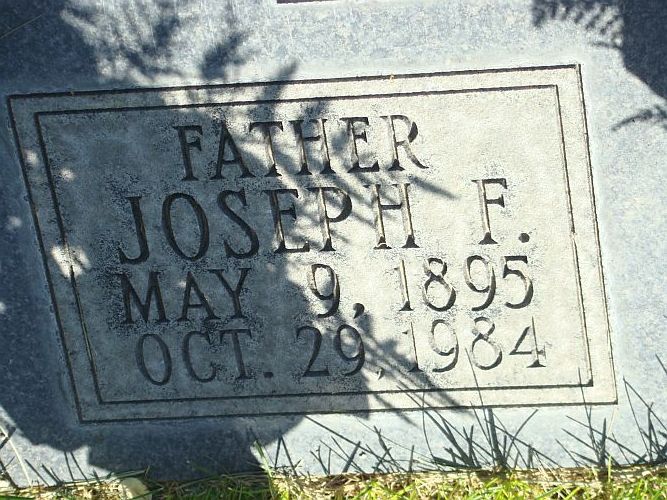 FATHER
JOSEPH F.
MAY 9, 1895
OCT. 29, 1984